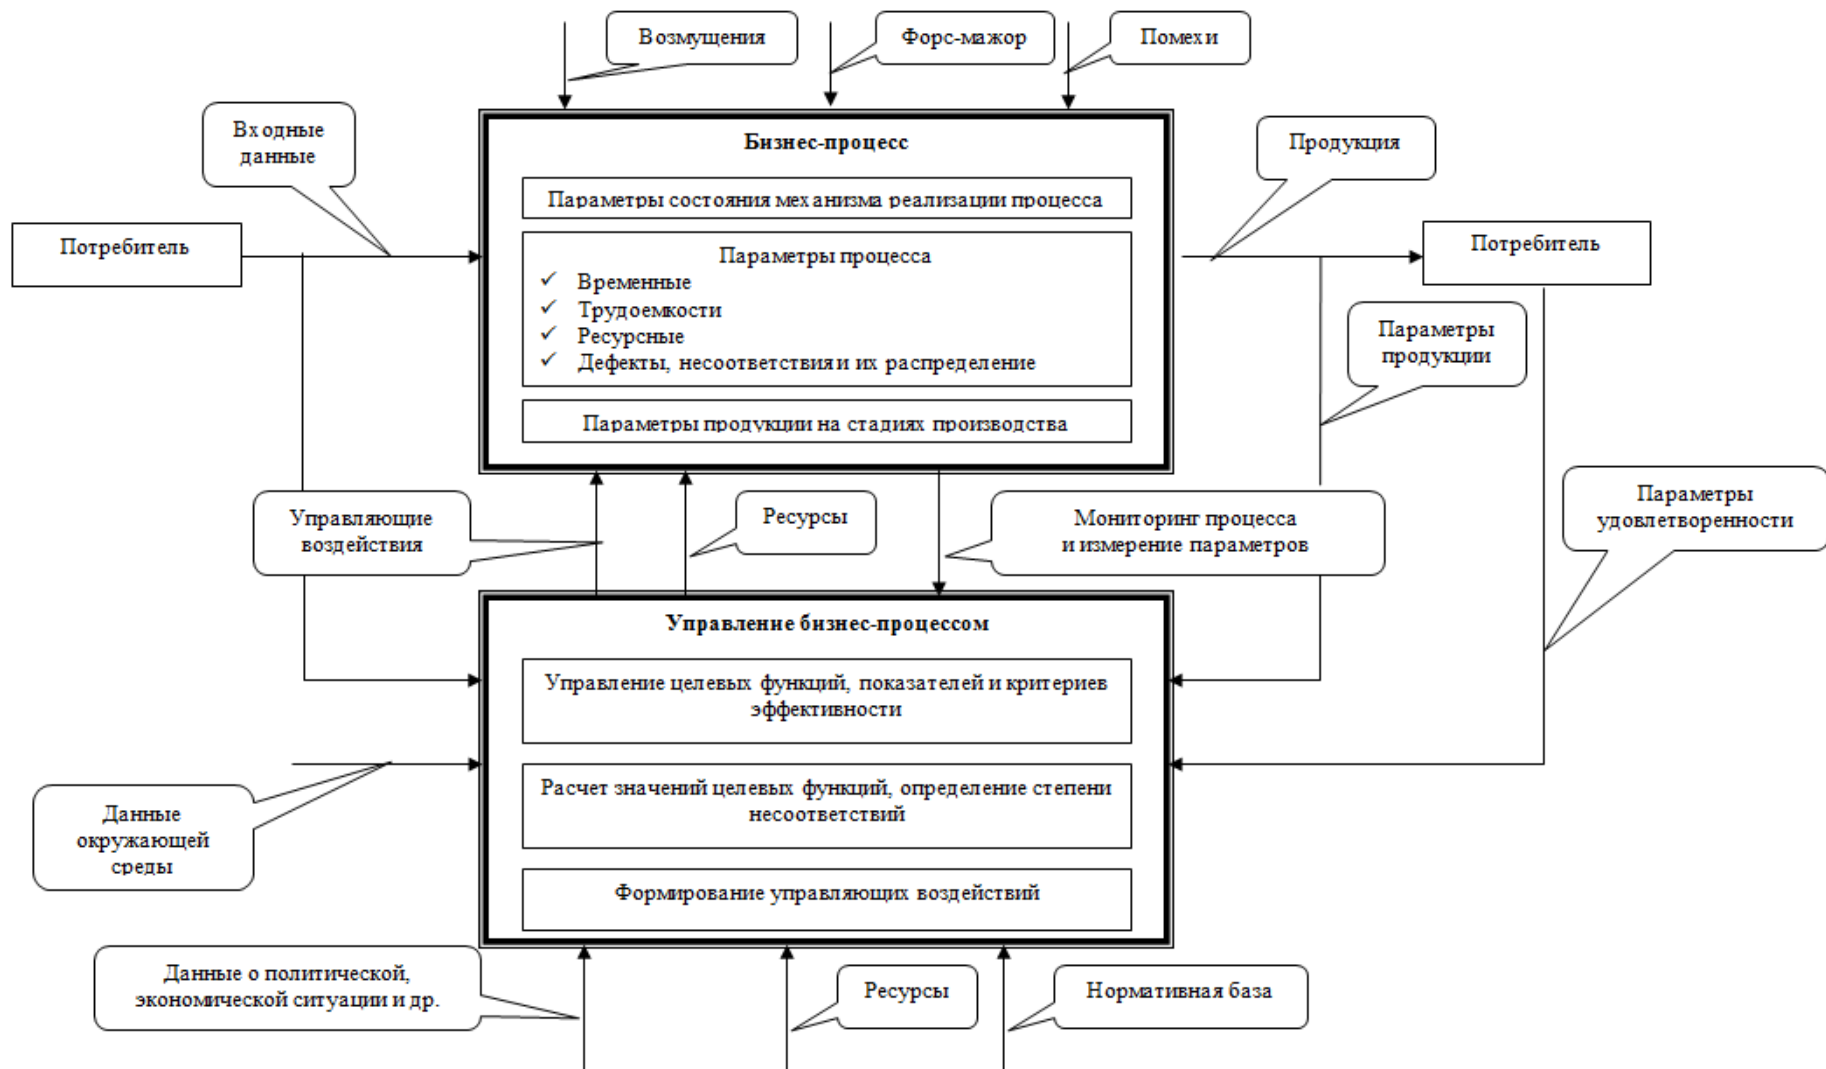 Возмущения
Форс-мажор
Помехи
Входные
данные
Бизнес-процесс
Продукция
Параметры состояния механизма реализации процесса
Потребитель
Параметры процесса
Временные
Трудоемкости
Ресурсные
Дефекты, несоответствия и их распределение
Потребитель
Параметры
продукции
Параметры продукции на стадиях производства
Управляющие
воздействия
Ресурсы
Мониторинг процесса
и измерение параметров
Параметры
удовлетворенности
Управление бизнес-процессом
Управление целевых функций, показателей и критериев
эффективности
Расчет значений целевых функций, определение степени
несоответствий
Данные
окружающей
среды
Формирование управляющих воздействий
Данные о политической,
экономической ситуации и др.
Ресурсы
Нормативная база